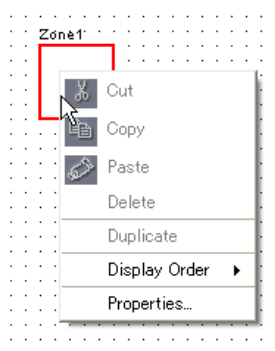 Zone1
Cut
Copy
Paste
Delete
Duplicate
Display Order
Properties...